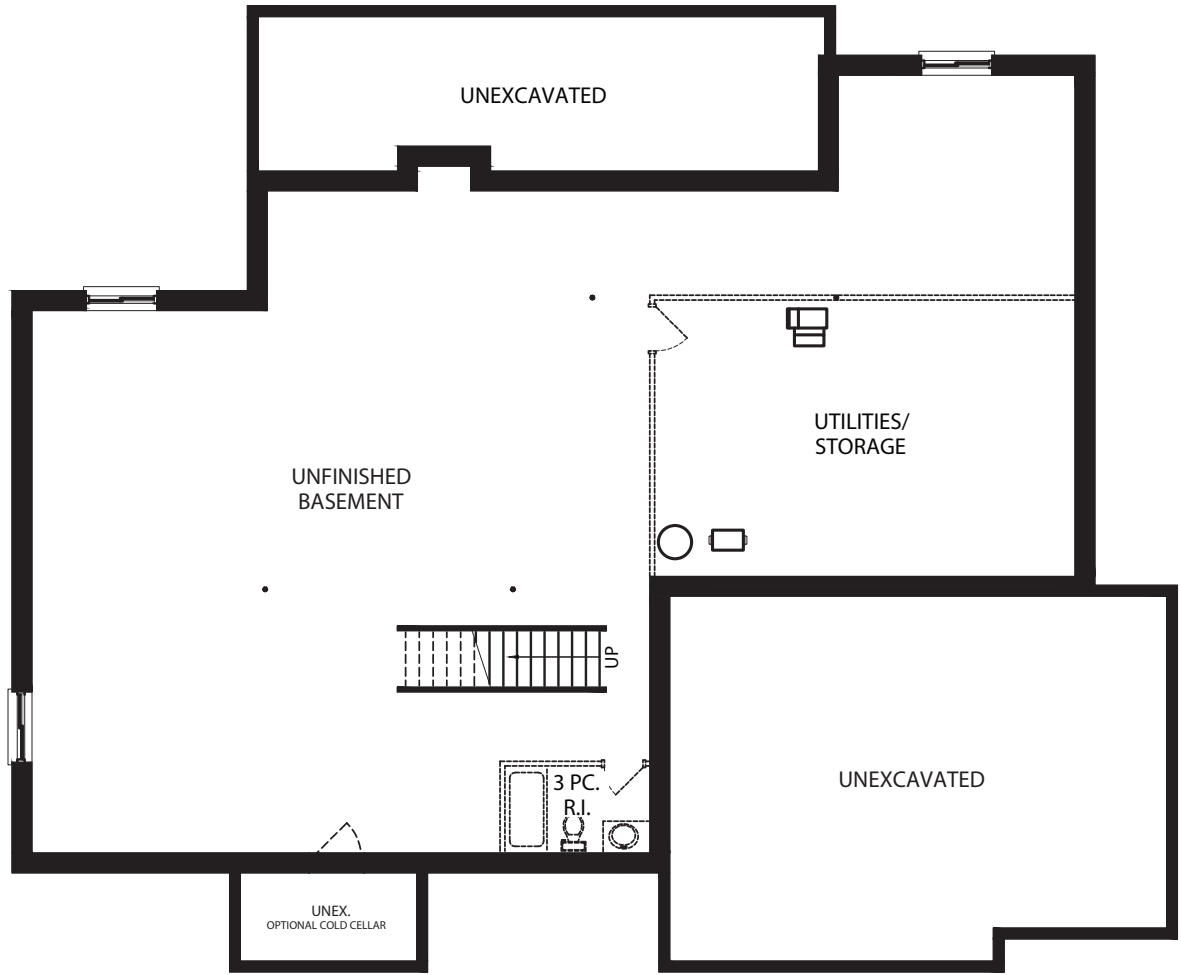 UNEXCAVATED
UTILITIES/
STORAGE
UNFINISHED
BASEMENT
UP
3 PC.
R.I.
UNEXCAVATED
UNEX.
OPTIONAL COLD CELLAR